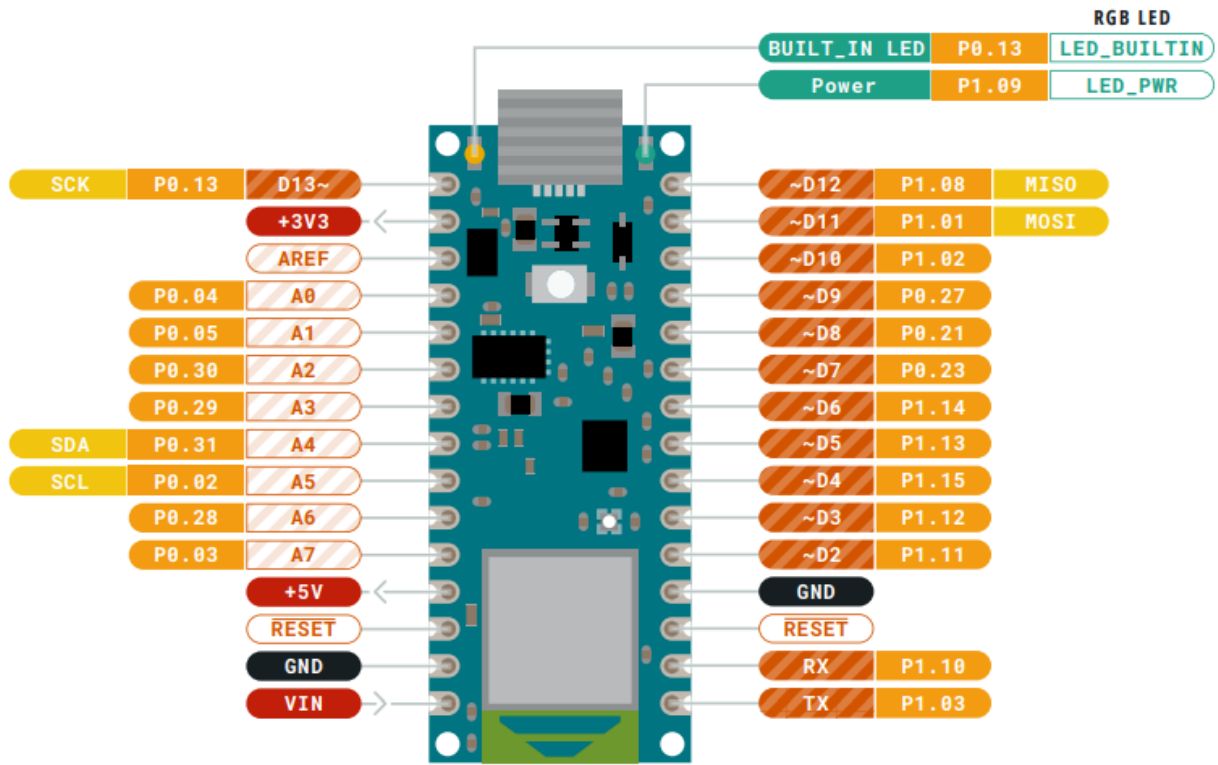 RGB LED
BUILT_IN LED P0.13 LED_BUILTIN
Power P1.09 LED_PWR
SCK P0.13 D13~
+3V3
AREF
P0.04 A0
P0.05 A1
P0.30 A2
P0.29 A3
SDA P0.31 A4
SCL P0.02 A5
P0.28 A6
P0.03 A7
+5V
RESET
GND
VIN
~D12 P1.08 MISO
~D11 P1.01 MOSI
~D10 P1.02
~D9 P0.27
~D8 P0.21
~D7 P0.23
~D6 P1.14
~D5 P1.13
~D4 P1.15
~D3 P1.12
~D2 P1.11
GND
RESET
RX P1.10
TX P1.03